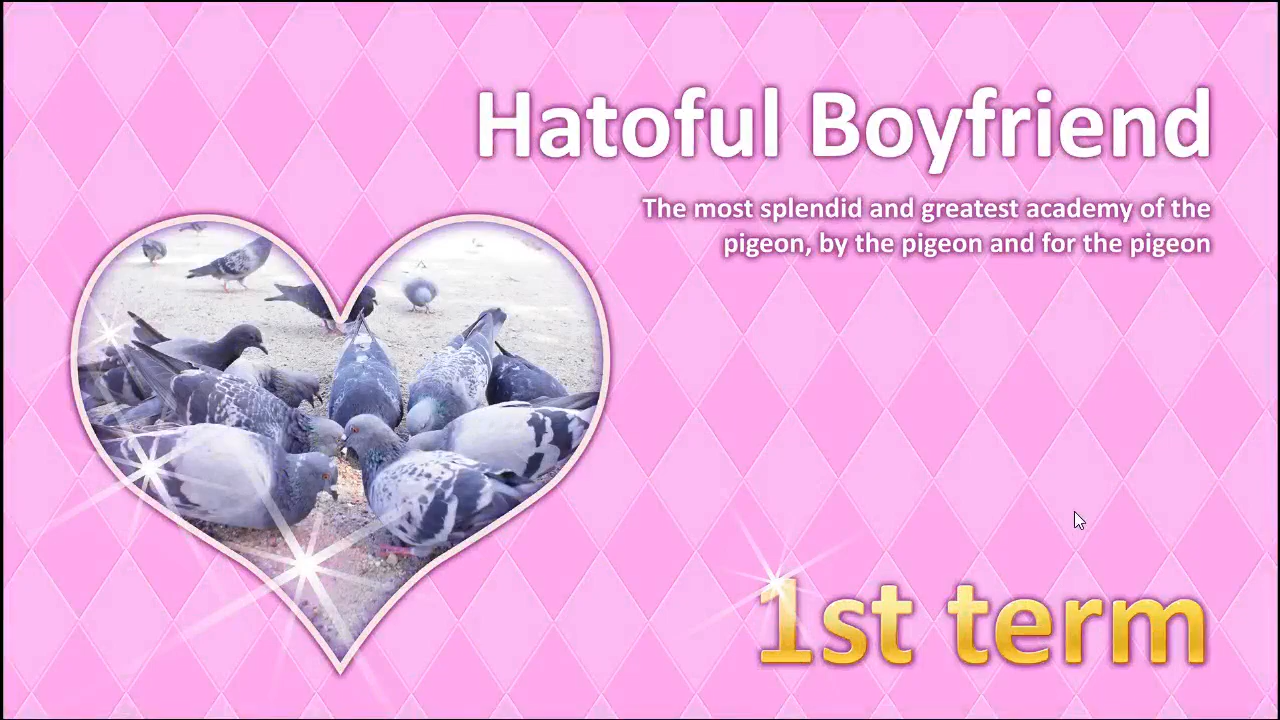 Hatoful Boyfriend
The most splendid and greatest academy of the
pigeon, by the pigeon and for the pigeon
1st term